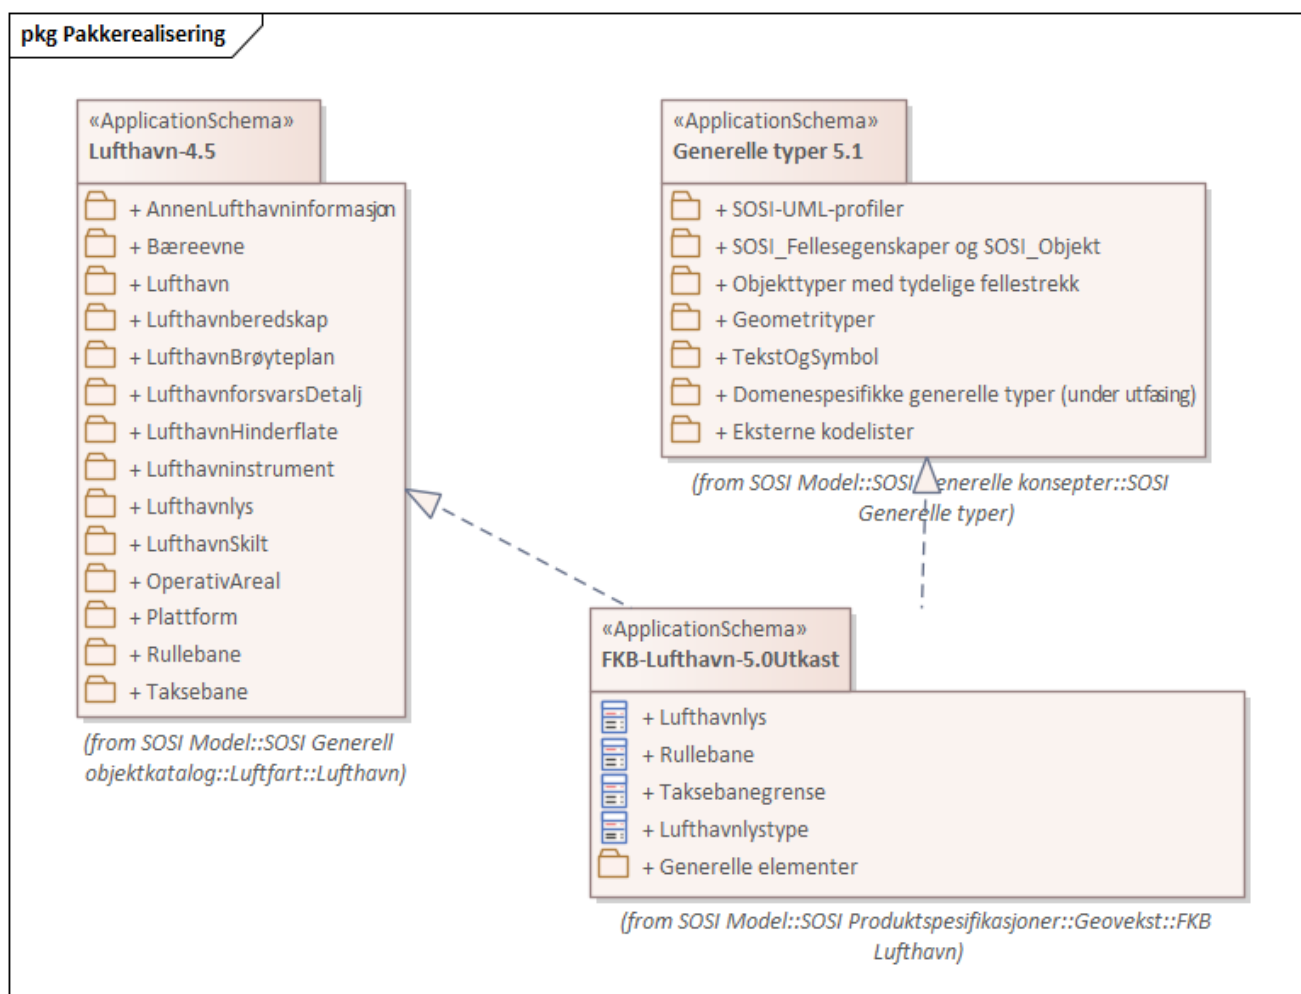 pkg Pakkerealisering
«ApplicationSchema»
Lufthavn-4.5
+ AnnenLufthavninformasjon
+ Bæreevne
+ Lufthavn
+ Lufthavnberedskap
+ LufthavnBrøyteplan
+ LufthavnforsvarsDetalj
+ LufthavnHinderflate
+ Lufthavninstrument
+ Lufthavnlys
+ LufthavnSkilt
+ OperativAreal
+ Plattform
+ Rullebane
+ Taksebane
(from SOSI Model::SOSI Generell
objektkatalog::Luftfart::Lufthavn)
«ApplicationSchema»
Generelle typer 5.1
+ SOSI-UML-profiler
+ SOSI_Fellesegenskaper og SOSI_Objekt
+ Objekttyper med tydelige fellestrekk
+ Geometrityper
+ TekstOgSymbol
+ Domenespesifikke generelle typer (under utfasing)
+ Eksterne kodelister
(from SOSI Model::SOSI Generelle konsepter::SOSI
Generelle typer)
«ApplicationSchema»
FKB-Lufthavn-5.0Utkast
+ Lufthavnlys
+ Rullebane
+ Taksebanegrense
+ Lufthavnlystype
+ Generelle elementer
(from SOSI Model::SOSI Produktspesifikasjoner::Geovekst::FKB
Lufthavn)